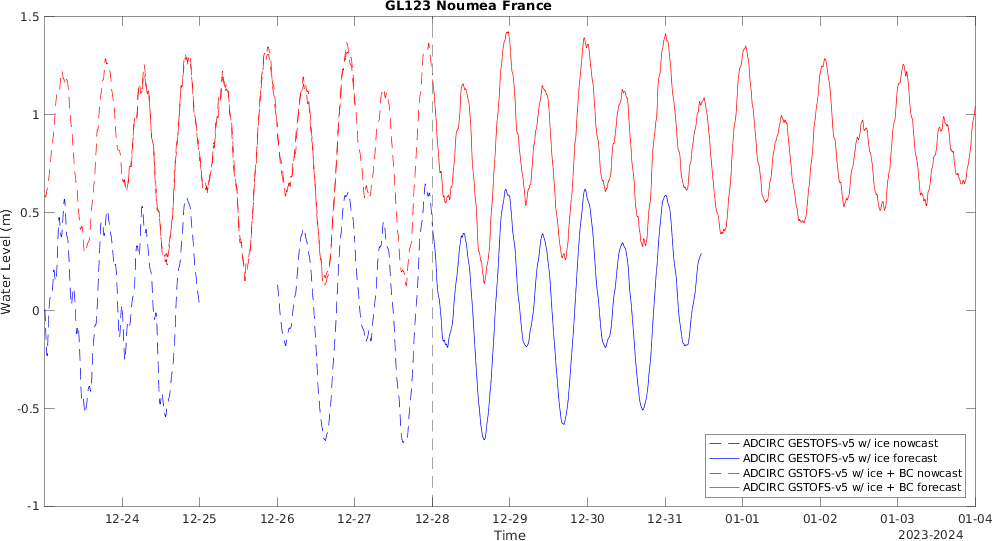 GL123 Noumea France
1.5
1
0.5
0
-0.5
-1
Water Level (m)
12-24 12-25 12-26 12-27 12-28 12-29 12-30 12-31 01-01 01-02 01-03 01-04
Time
2023-2024
ADCIRC GESTOFS-v5 w/ ice nowcast
ADCIRC GESTOFS-v5 w/ ice forecast
ADCIRC GSTOFS-v5 w/ ice + BC nowcast
ADCIRC GSTOFS-v5 w/ ice + BC forecast